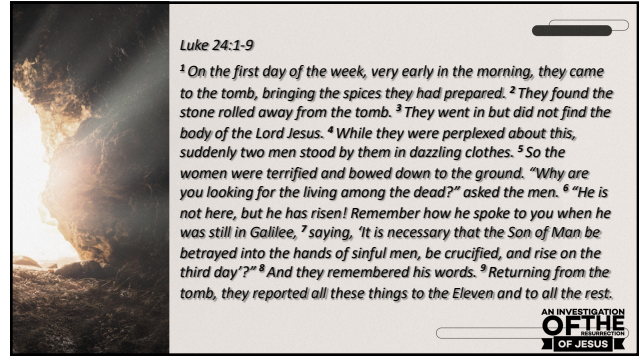 Luke 24:1-9
1 On the first day of the week, very early in the morning, they came
to the tomb, bringing the spices they had prepared. 2 They found the
stone rolled away from the tomb. 3 They went in but did not find the
body of the Lord Jesus. 4 While they were perplexed about this,
suddenly two men stood by them in dazzling clothes. 5 So the
women were terrified and bowed down to the ground. “Why are
you looking for the living among the dead?” asked the men. 6 “He is
not here, but he has risen! Remember how he spoke to you when he
was still in Galilee, 7 saying, ‘It is necessary that the Son of Man be
betrayed into the hands of sinful men, be crucified, and rise on the
third day’?” 8 And they remembered his words. 9 Returning from the
tomb, they reported all these things to the Eleven and to all the rest.
AN INVESTIGATION
OF THE
RESURRECTION
OF JESUS